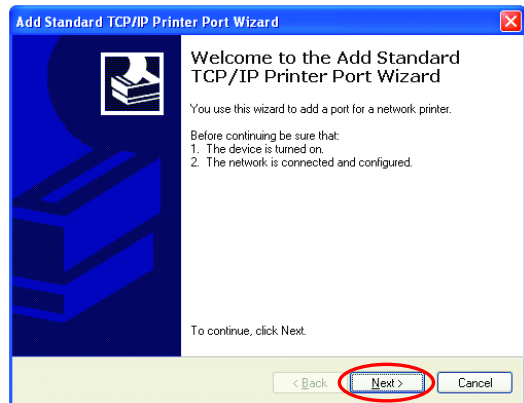 Add Standard TCP/IP Printer Port Wizard
Welcome to the Add Standard
TCP/IP Printer Port Wizard
You use this wizard to add a port for a network printer.
Before continuing be sure that:
1. The device is turned on.
2. The network is connected and configured.
To continue, click Next.
< Back
Next >
Cancel